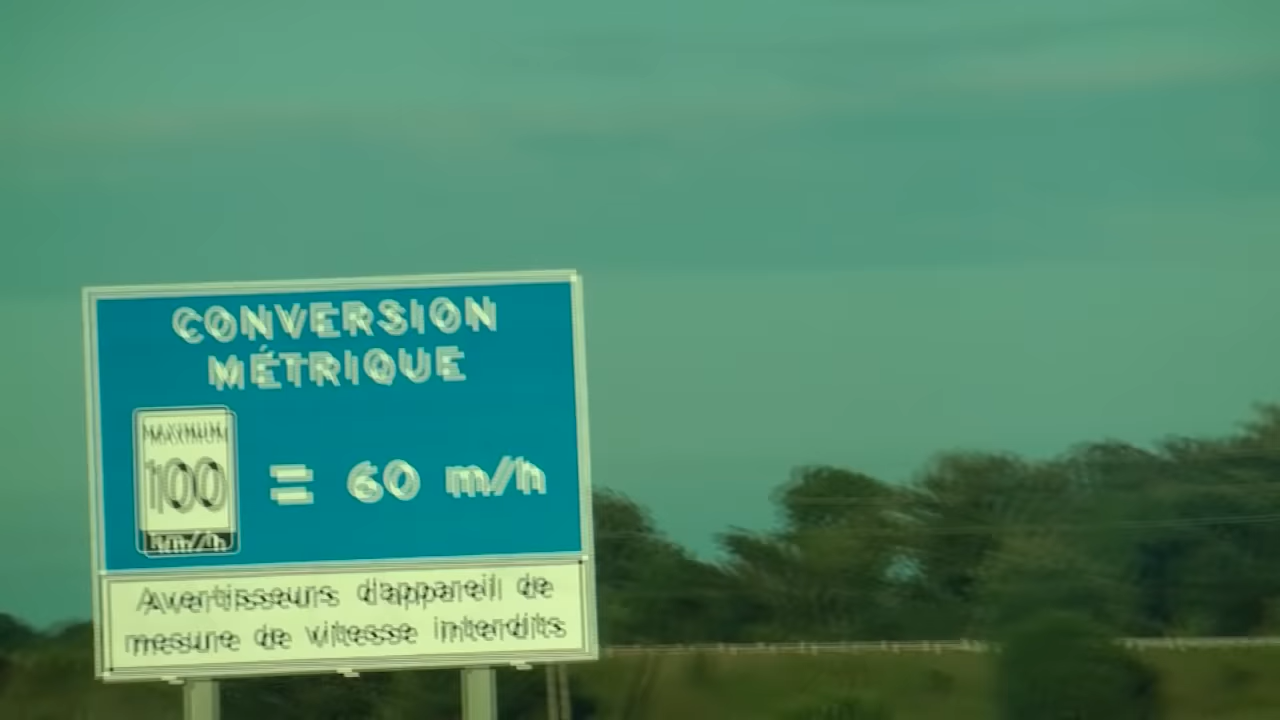 CONVERSION
MÉTRIQUE
MAXIMUM
100
km/h
= 60 m/h
Avertisseurs d'appareil de
mesure de vitesse interdits